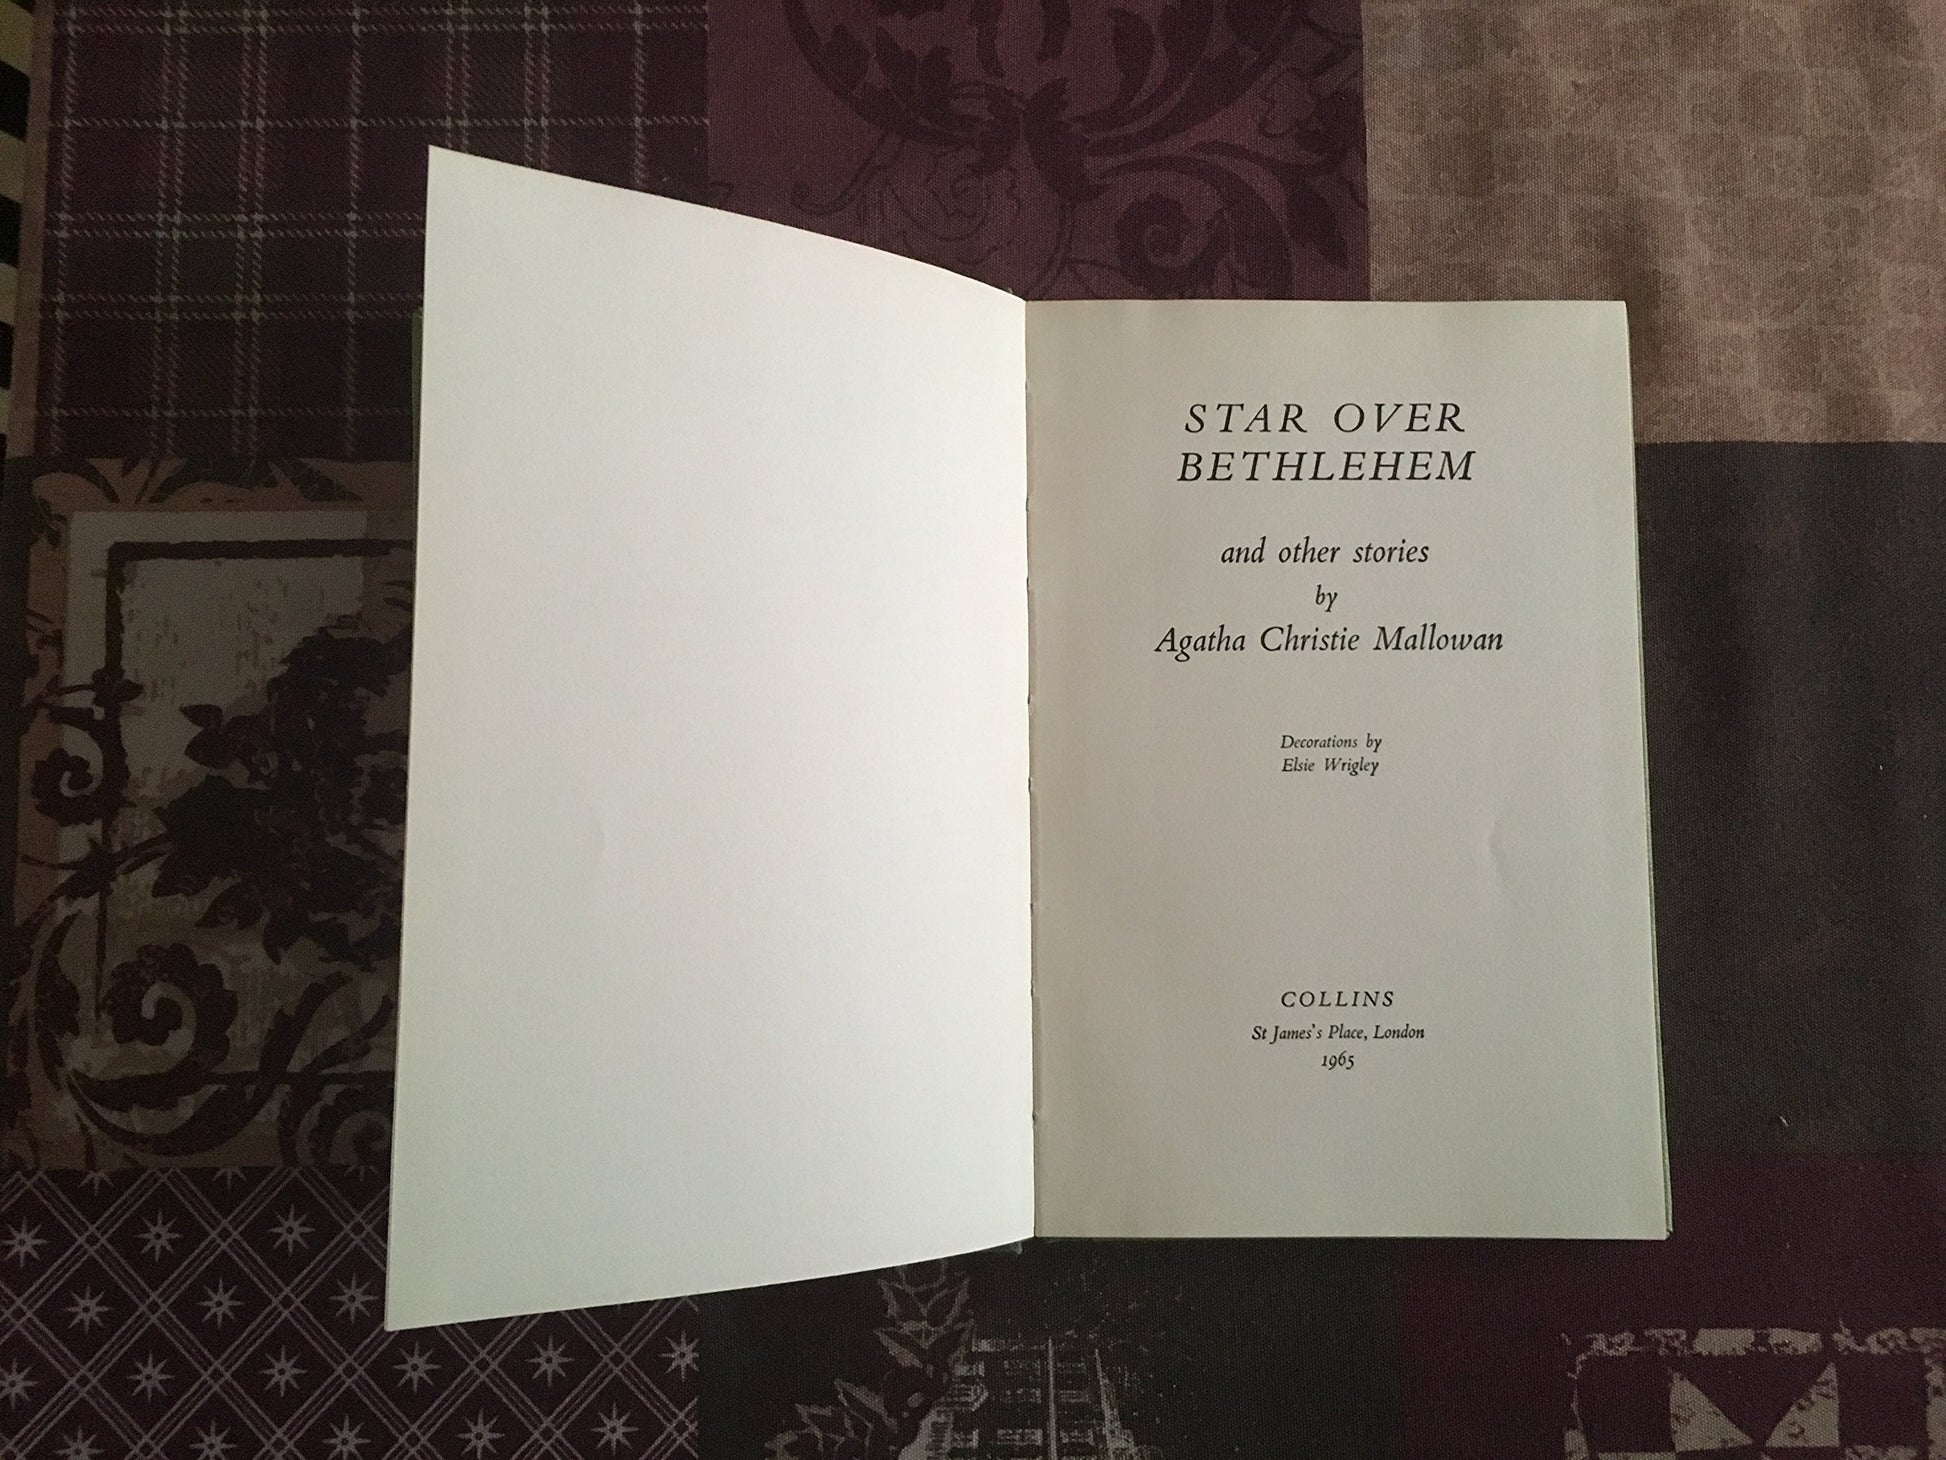 STAR OVER
BETHLEHEM
and other stories
by
Agatha Christie Mallowan
Decorations by
Elsie Wrigley
COLLINS
St James's Place, London
1965